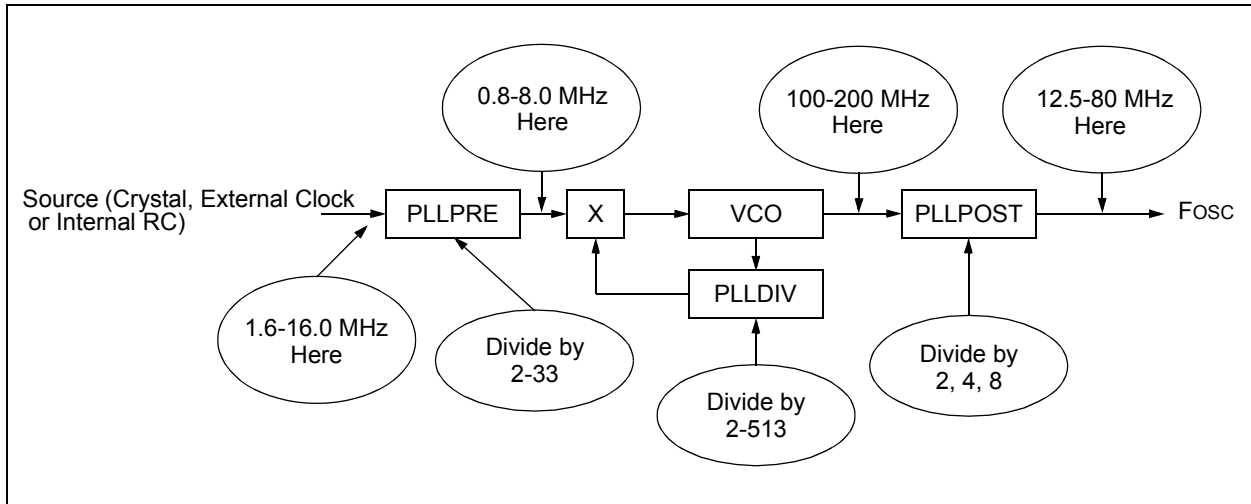 0.8-8.0 MHz
Here
100-200 MHz
Here
12.5-80 MHz
Here
Source (Crystal, External Clock
or Internal RC)
PLLPRE
X
VCO
PLLPOST
FOSC
PLLDIV
1.6-16.0 MHz
Here
Divide by
2-33
Divide by
2-513
Divide by
2, 4, 8